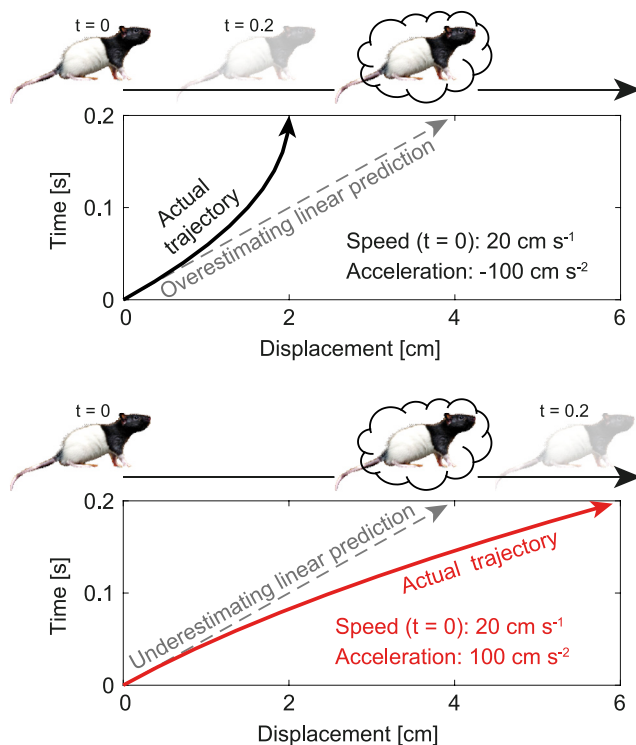 t = 0
t = 0.2
0.2
0.1
0
Time [s]
Actual
trajectory
Overestimating linear prediction
Speed (t = 0): 20 cm s⁻¹
Acceleration: -100 cm s⁻²
0
2
4
6
Displacement [cm]
t = 0
t = 0.2
0.2
0.1
0
Time [s]
Underestimating linear prediction
Actual trajectory
Speed (t = 0): 20 cm s⁻¹
Acceleration: 100 cm s⁻²
0
2
4
6
Displacement [cm]